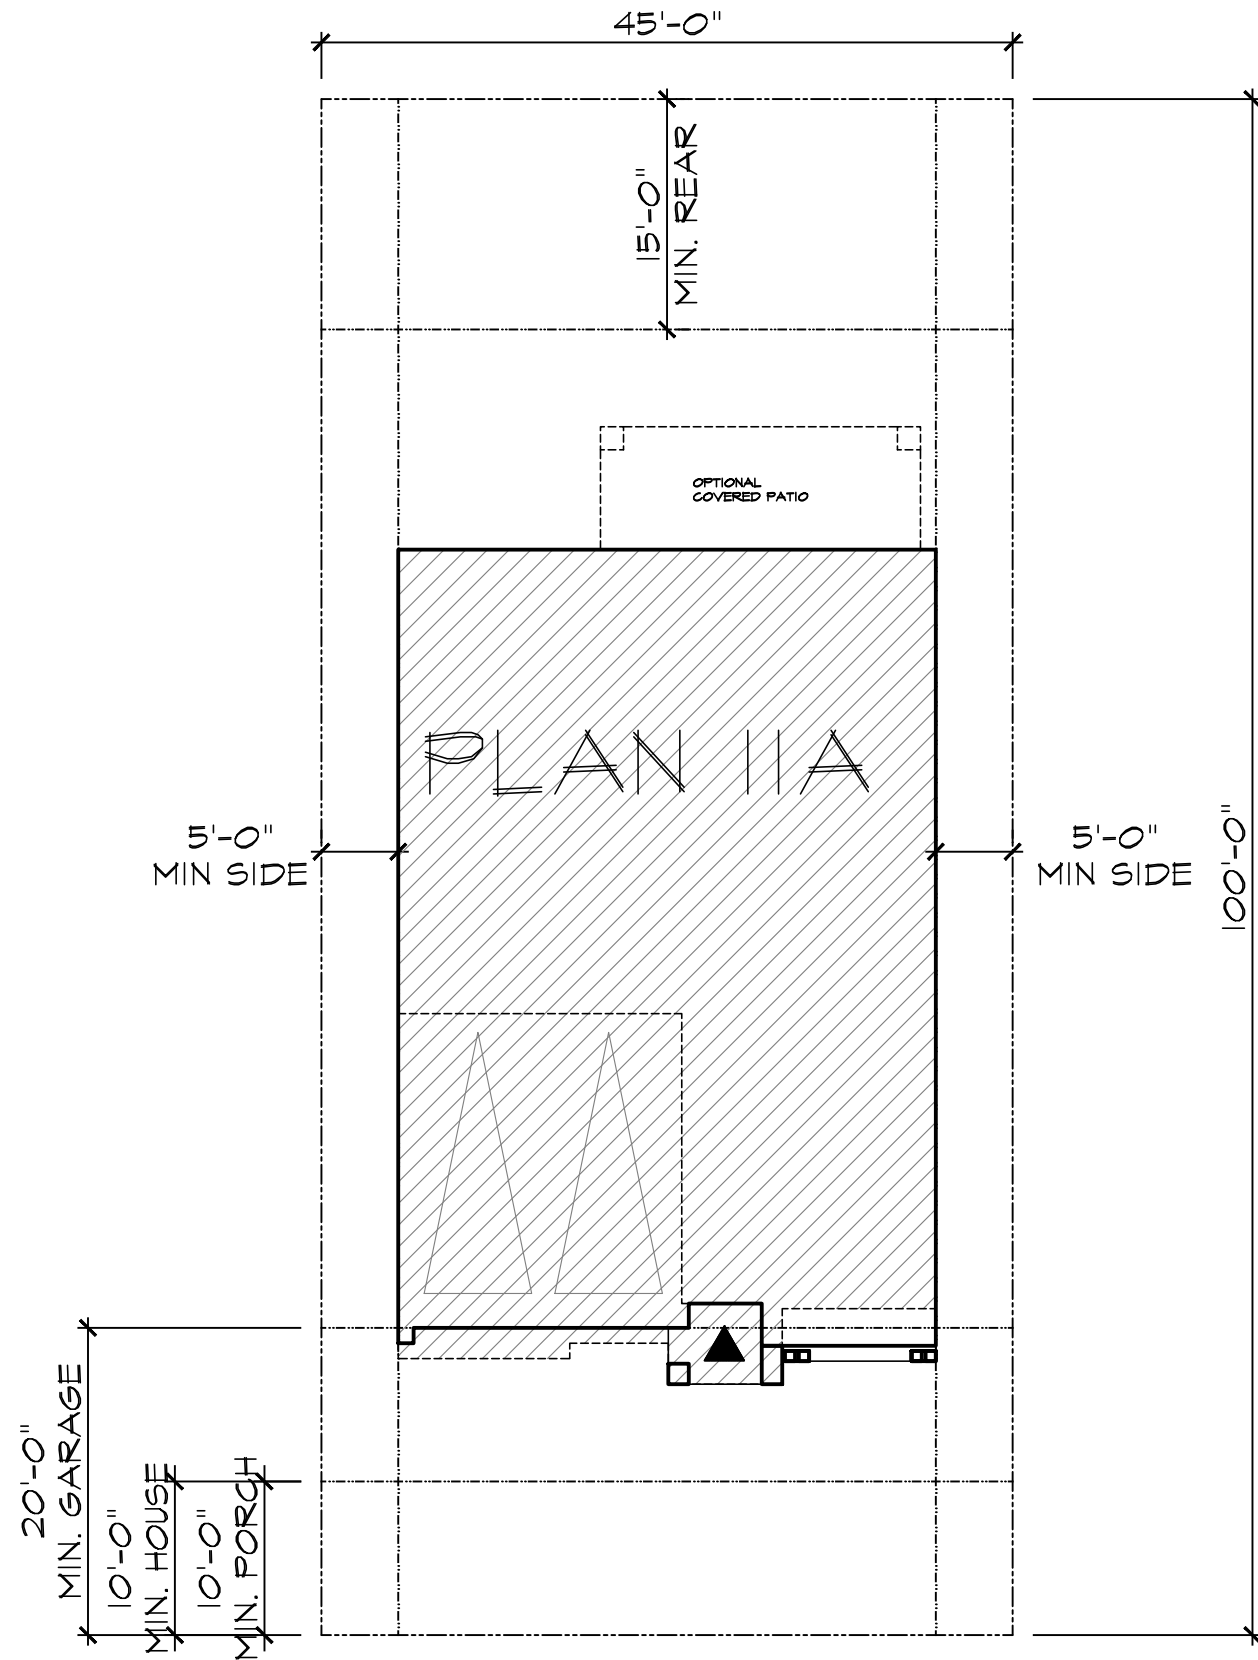 45'-0"
15'-0"
MIN. REAR
OPTIONAL
COVERED PATIO
PLAN 11A
5'-0"
MIN SIDE
5'-0"
MIN SIDE
100'-0"
20'-0"
MIN. GARAGE
10'-0"
MIN. HOUSE
10'-0"
MIN. PORCH